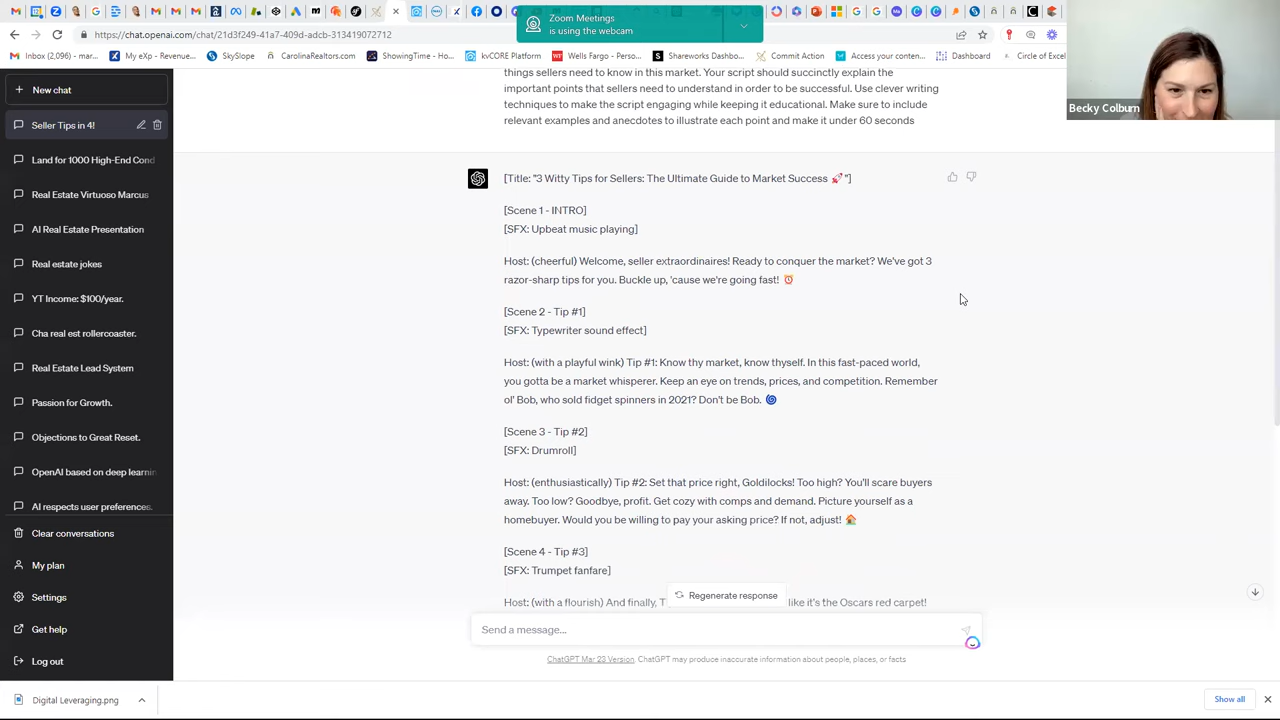 Zoom Meetings
is using the webcam
https://chat.openai.com/chat/21d3f249-41a7-409d-adcb-313419072712
Inbox (2,096) - mar...
My eXp - Revenue...
SkySlope
CarolinaRealtors.com
ShowingTime - Ho...
kvCORE Platform
Wells Fargo - Perso...
Shareworks Dashbo...
Commit Action
Access your conten...
Dashboard
Circle of Excel
Becky Colburn
New chat
Seller Tips in 4!
Land for 1000 High-End Cond
Real Estate Virtuoso Marcus
AI Real Estate Presentation
Real estate jokes
YT Income: $100/year.
Cha real est rollercoaster.
Real Estate Lead System
Passion for Growth.
Objections to Great Reset.
OpenAI based on deep learnin
AI respects user preferences.
Clear conversations
My plan
Settings
Get help
Log out
things sellers need to know in this market. Your script should succinctly explain the
important points that sellers need to understand in order to be successful. Use clever writing
techniques to make the script engaging while keeping it educational. Make sure to include
relevant examples and anecdotes to illustrate each point and make it under 60 seconds
[Title: "3 Witty Tips for Sellers: The Ultimate Guide to Market Success 🚀"]
[Scene 1 - INTRO]
[SFX: Upbeat music playing]
Host: (cheerful) Welcome, seller extraordinaires! Ready to conquer the market? We've got 3
razor-sharp tips for you. Buckle up, 'cause we're going fast! ⏰
[Scene 2 - Tip #1]
[SFX: Typewriter sound effect]
Host: (with a playful wink) Tip #1: Know thy market, know thyself. In this fast-paced world,
you gotta be a market whisperer. Keep an eye on trends, prices, and competition. Remember
ol' Bob, who sold fidget spinners in 2021? Don't be Bob. 🌀
[Scene 3 - Tip #2]
[SFX: Drumroll]
Host: (enthusiastically) Tip #2: Set that price right, Goldilocks! Too high? You'll scare buyers
away. Too low? Goodbye, profit. Get cozy with comps and demand. Picture yourself as a
homebuyer. Would you be willing to pay your asking price? If not, adjust! 🏠
[Scene 4 - Tip #3]
[SFX: Trumpet fanfare]
Host: (with a flourish) And finally, T like it's the Oscars red carpet!
Regenerate response
Send a message...
ChatGPT Mar 23 Version. ChatGPT may produce inaccurate information about people, places, or facts
Digital Leveraging.png
Show all